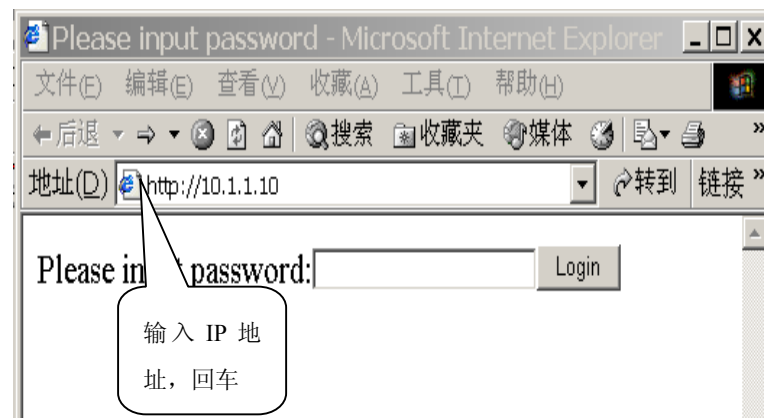 Please input password - Microsoft Internet Explorer
文件(F) 编辑(E) 查看(V) 收藏(A) 工具(T) 帮助(H)
后退 搜索 收藏夹 媒体 »
地址(D) http://10.1.1.10 转到 链接 »
Please in t password: Login
输入 IP 地
址，回车